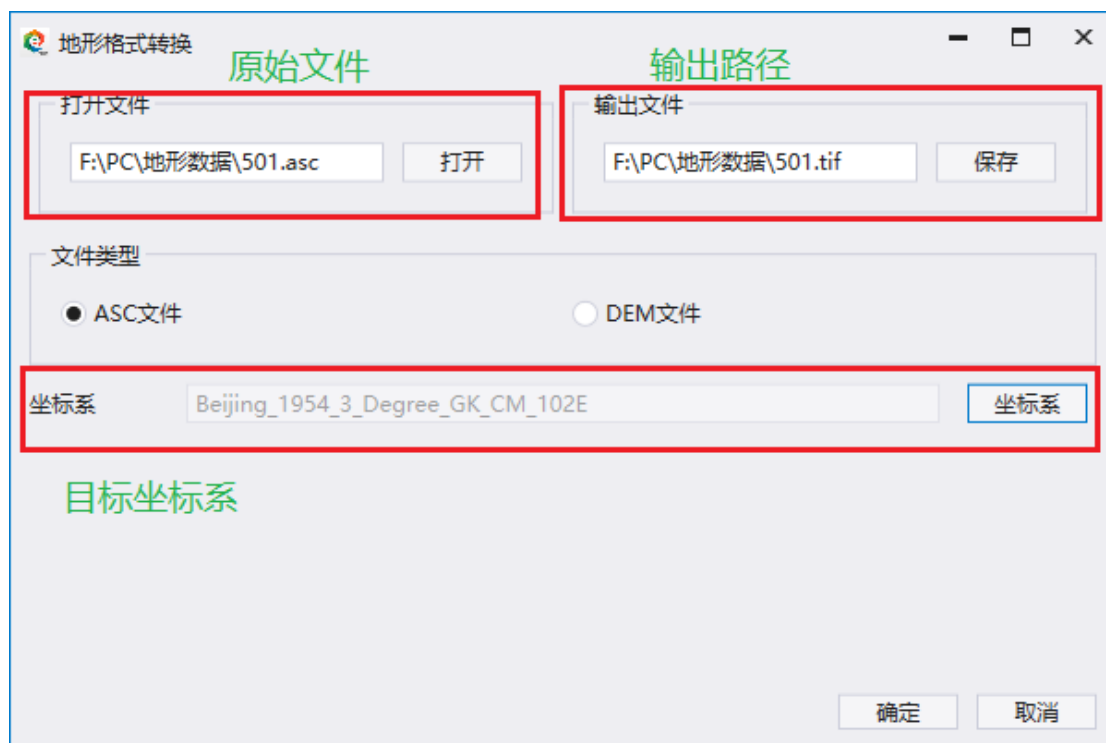 地形格式转换
原始文件 输出路径
打开文件 输出文件
F:\PC\地形数据\501.asc 打开 F:\PC\地形数据\501.tif 保存
文件类型
ASC文件 DEM文件
坐标系 Beijing_1954_3_Degree_GK_CM_102E 坐标系
目标坐标系
确定 取消